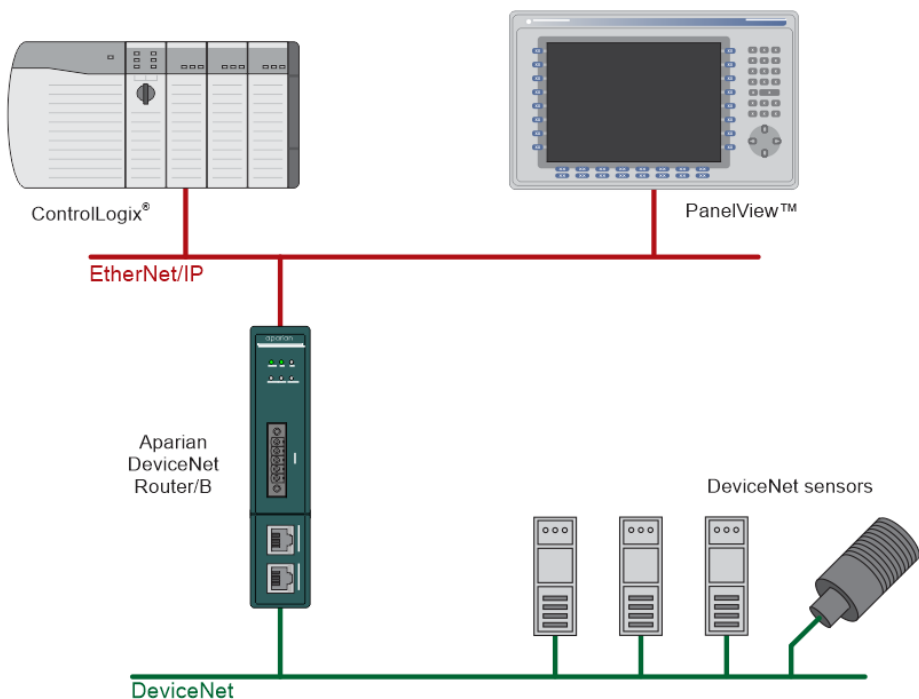 ControlLogix®
PanelView™
EtherNet/IP
aparian
Aparian
DeviceNet
Router/B
DeviceNet sensors
DeviceNet